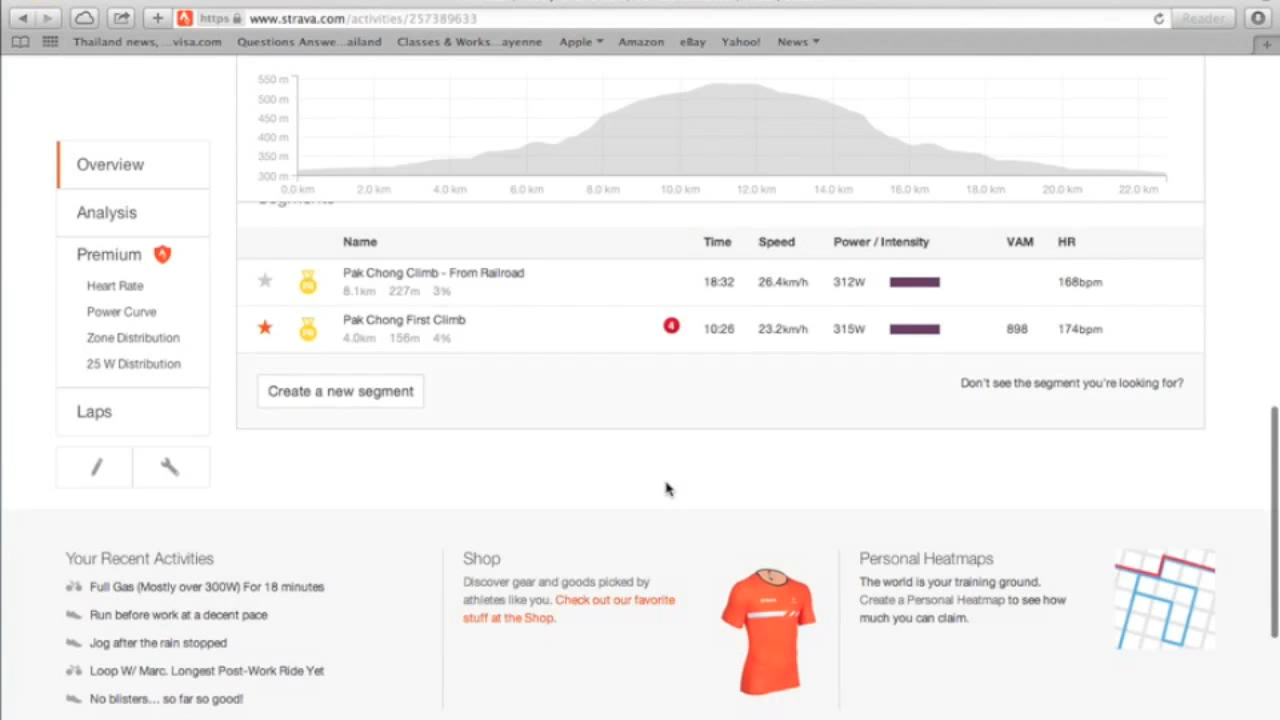 https www.strava.com/activities/257389633 Reader
Thailand news, ...visa.com Questions Answe...ailand Classes & Works...ayenne Apple Amazon eBay Yahoo! News
550 m
500 m
450 m
400 m
350 m
300 m
0.0 km 2.0 km 4.0 km 6.0 km 8.0 km 10.0 km 12.0 km 14.0 km 16.0 km 18.0 km 20.0 km 22.0 km
Overview
Analysis
Premium
Heart Rate
Power Curve
Zone Distribution
25 W Distribution
Laps
Segments
Name Time Speed Power / Intensity VAM HR
Pak Chong Climb - From Railroad 18:32 26.4km/h 312W 168bpm
8.1km 227m 3%
Pak Chong First Climb 4 10:26 23.2km/h 315W 898 174bpm
4.0km 156m 4%
Create a new segment
Don't see the segment you're looking for?
Your Recent Activities
Full Gas (Mostly over 300W) For 18 minutes
Run before work at a decent pace
Jog after the rain stopped
Loop W/ Marc. Longest Post-Work Ride Yet
No blisters... so far so good!
Shop
Discover gear and goods picked by
athletes like you. Check out our favorite
stuff at the Shop.
Personal Heatmaps
The world is your training ground.
Create a Personal Heatmap to see how
much you can claim.